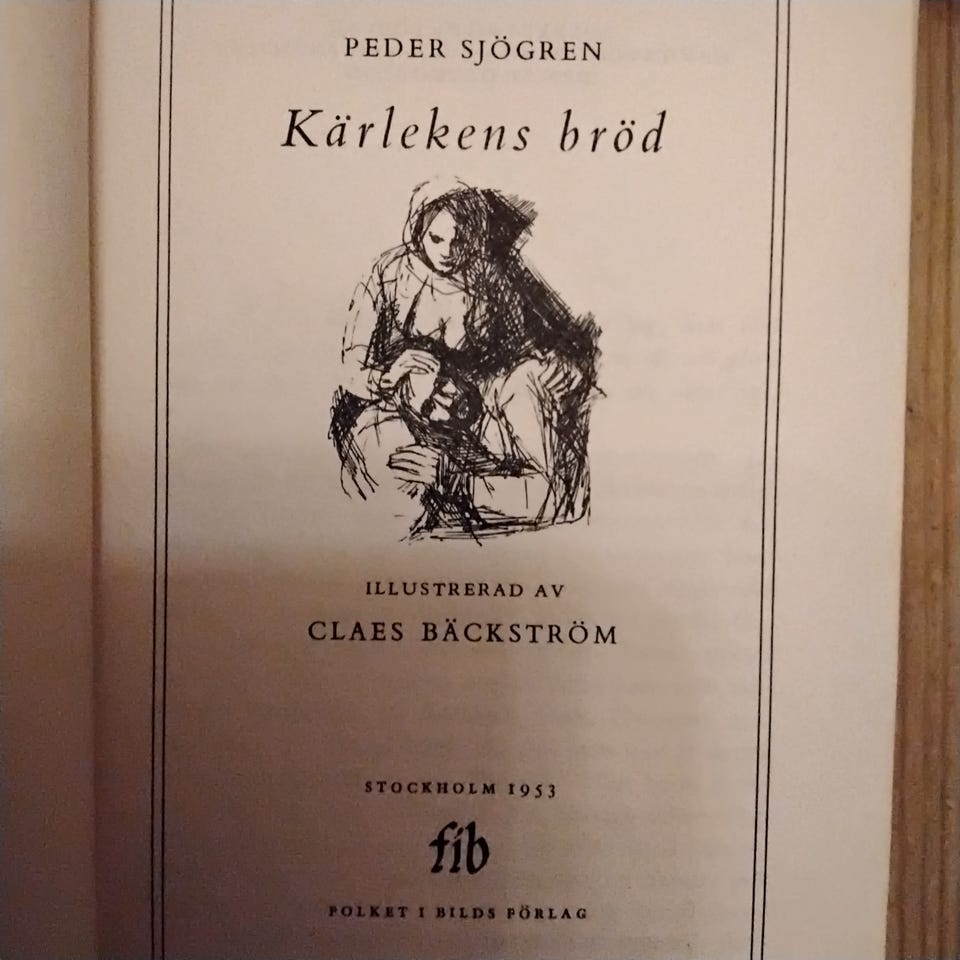 PEDER SJÖGREN
Kärlekens bröd
ILLUSTRERAD AV
CLAES BÄCKSTRÖM
STOCKHOLM 1953
fib
FOLKET I BILDS FÖRLAG